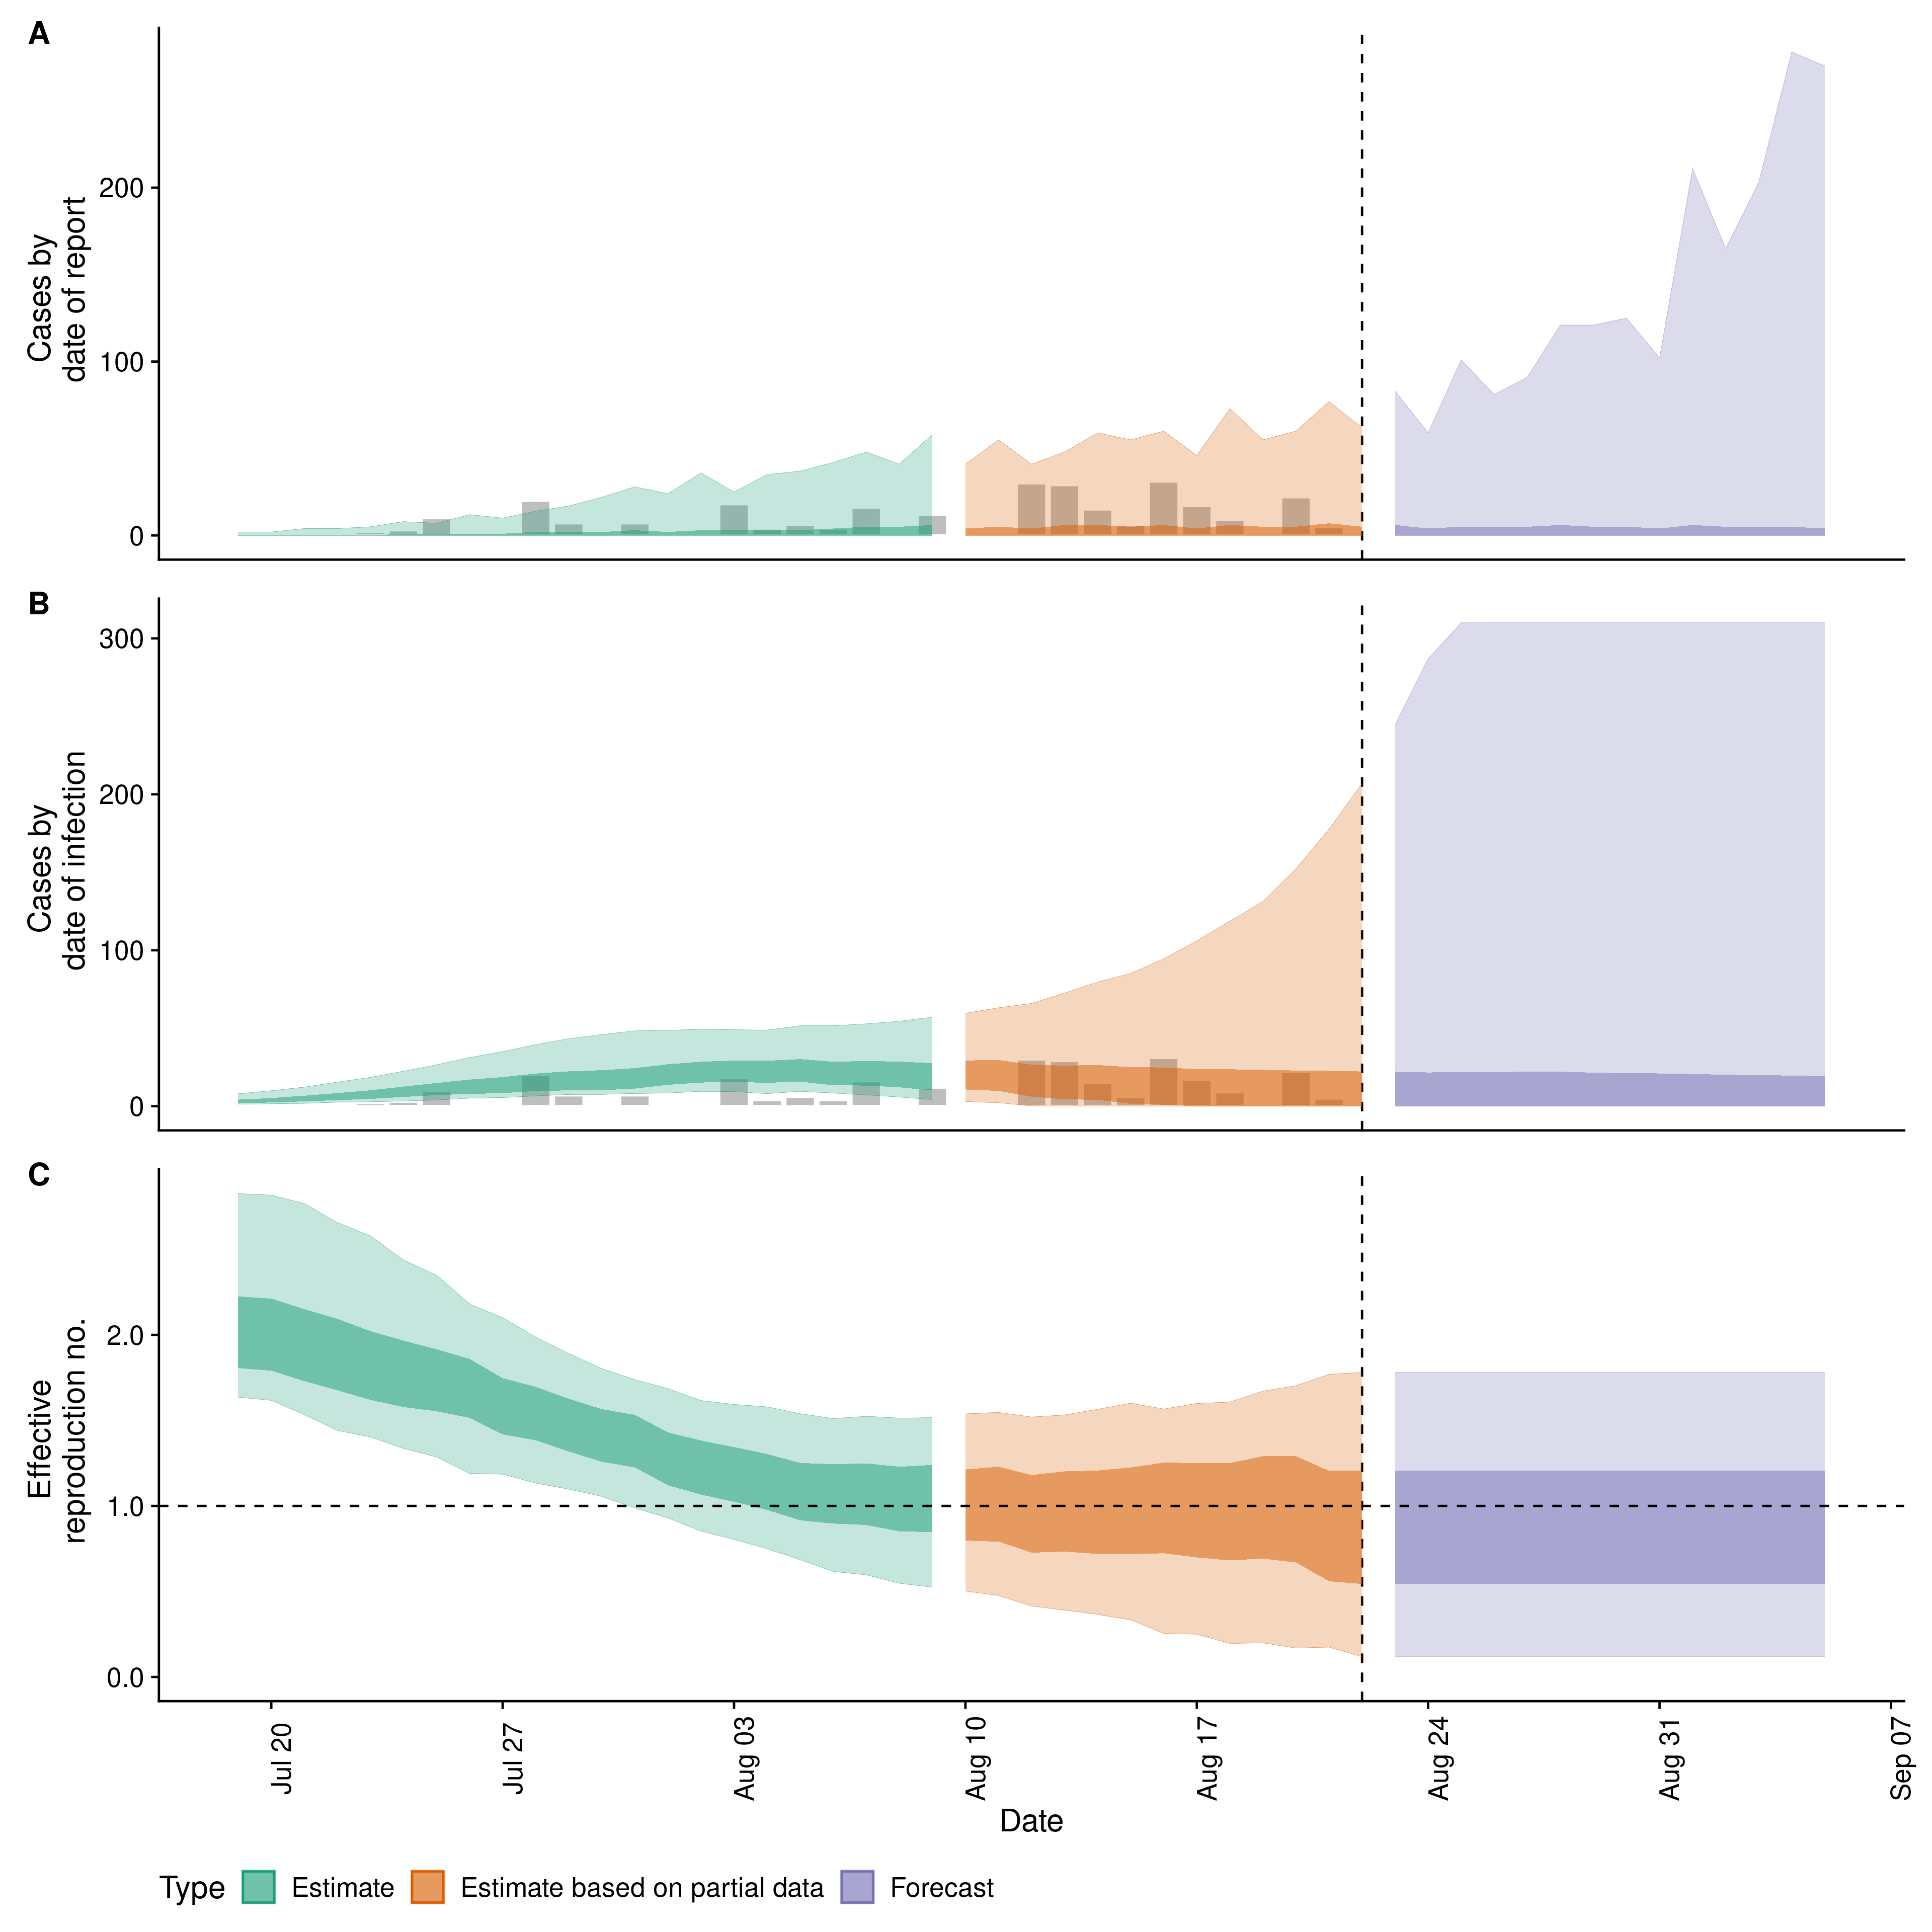 A
Cases by
date of report
200
100
0
B
Cases by
date of infection
300
200
100
0
C
Effective
reproduction no.
2.0
1.0
0.0
Jul 20
Jul 27
Aug 03
Aug 10
Aug 17
Aug 24
Aug 31
Sep 07
Date
Type Estimate Estimate based on partial data Forecast